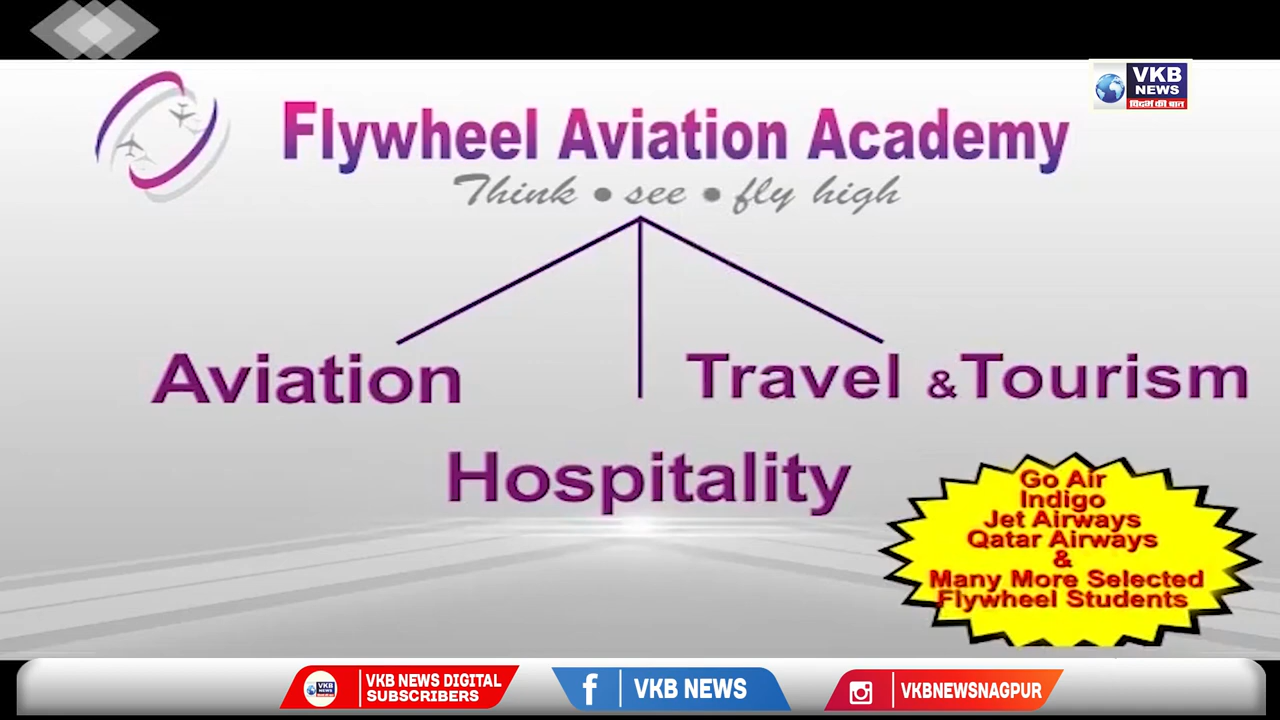 VKB
NEWS
विदर्भ की बात
Flywheel Aviation Academy
Think • see • fly high
Aviation
Travel & Tourism
Hospitality
Go Air
Indigo
Jet Airways
Qatar Airways
&
Many More Selected
Flywheel Students
VKB NEWS DIGITAL
SUBSCRIBERS
VKB NEWS
VKBNEWSNAGPUR